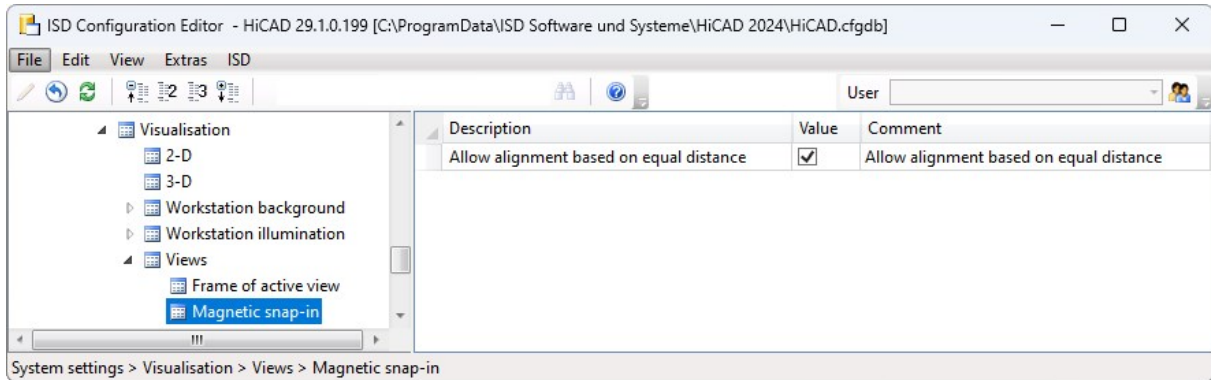 ISD Configuration Editor - HiCAD 29.1.0.199 [C:\ProgramData\ISD Software und Systeme\HiCAD 2024\HiCAD.cfgdb]
File Edit View Extras ISD
2 3 User
Visualisation
2-D
3-D
Workstation background
Workstation illumination
Views
Frame of active view
Magnetic snap-in
Description Value Comment
Allow alignment based on equal distance Allow alignment based on equal distance
System settings > Visualisation > Views > Magnetic snap-in